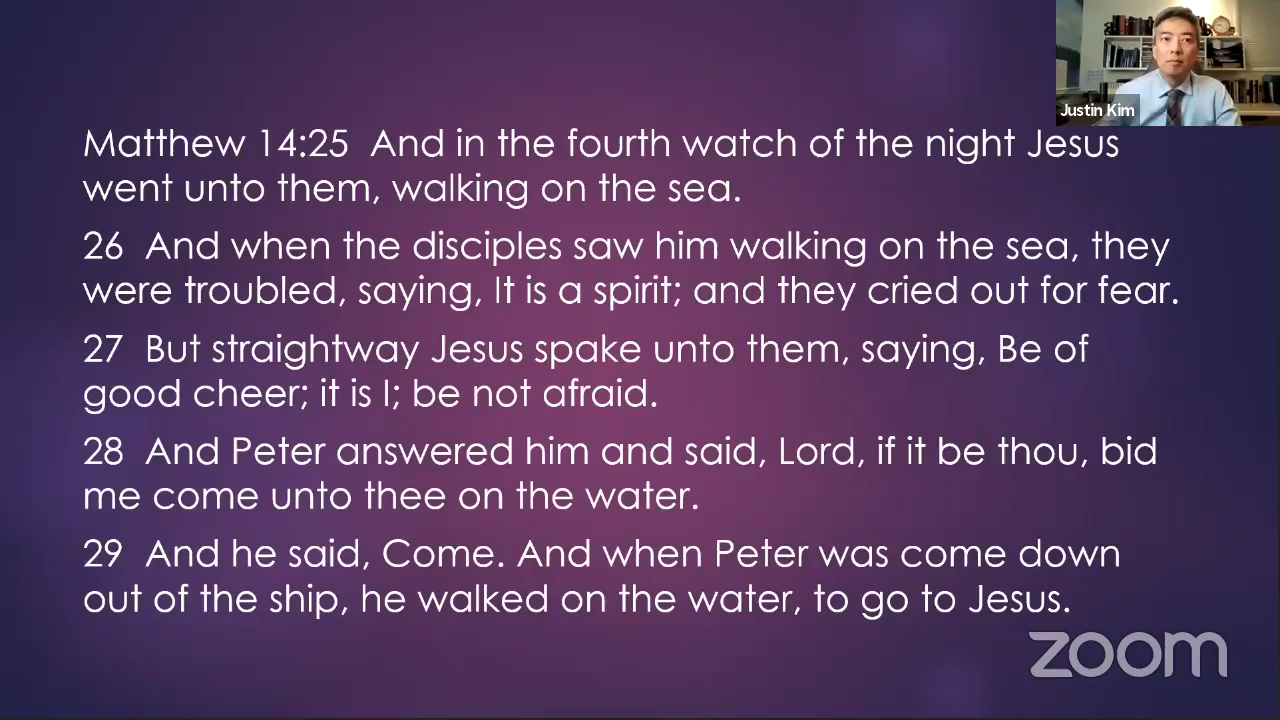 Justin Kim
Matthew 14:25 And in the fourth watch of the night Jesus
went unto them, walking on the sea.
26 And when the disciples saw him walking on the sea, they
were troubled, saying, It is a spirit; and they cried out for fear.
27 But straightway Jesus spake unto them, saying, Be of
good cheer; it is I; be not afraid.
28 And Peter answered him and said, Lord, if it be thou, bid
me come unto thee on the water.
29 And he said, Come. And when Peter was come down
out of the ship, he walked on the water, to go to Jesus.
zoom